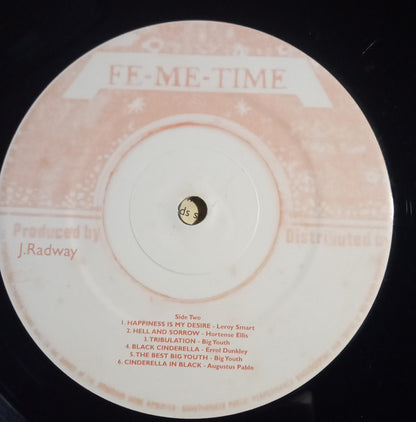 FE-ME-TIME
Produced by
Distributed
J.Radway
ds s
Side Two
1. HAPPINESS IS MY DESIRE - Leroy Smart
2. HELL AND SORROW - Hortense Ellis
3. TRIBULATION - Big Youth
4. BLACK CINDERELLA - Errol Dunkley
5. THE BEST BIG YOUTH - Big Youth
6. CINDERELLA IN BLACK - Augustus Pablo